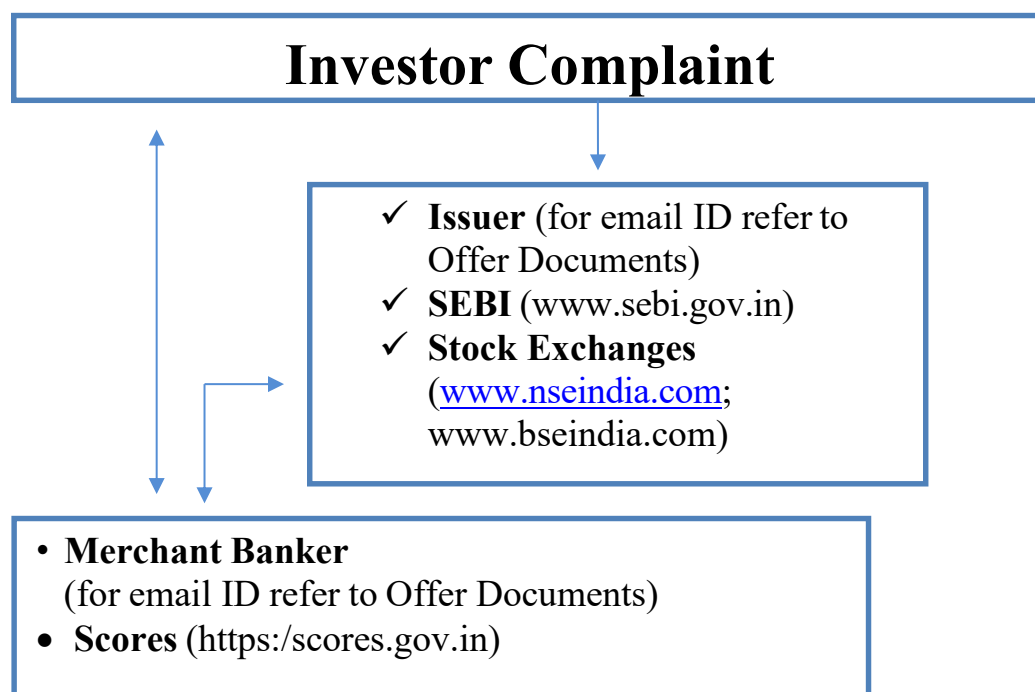 Investor Complaint
✓ Issuer (for email ID refer to
Offer Documents)
✓ SEBI (www.sebi.gov.in)
✓ Stock Exchanges
(www.nseindia.com;
www.bseindia.com)
• Merchant Banker
(for email ID refer to Offer Documents)
• Scores (https:/scores.gov.in)